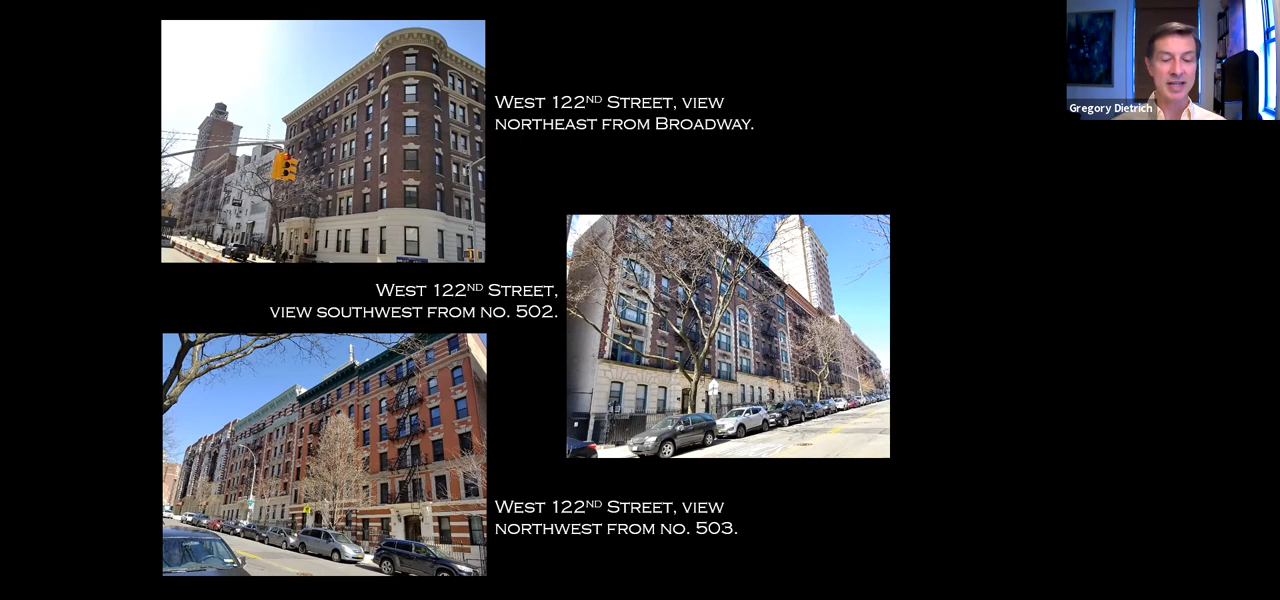 West 122nd Street, view
northeast from Broadway.
Gregory Dietrich
West 122nd Street,
view southwest from no. 502.
West 122nd Street, view
northwest from no. 503.